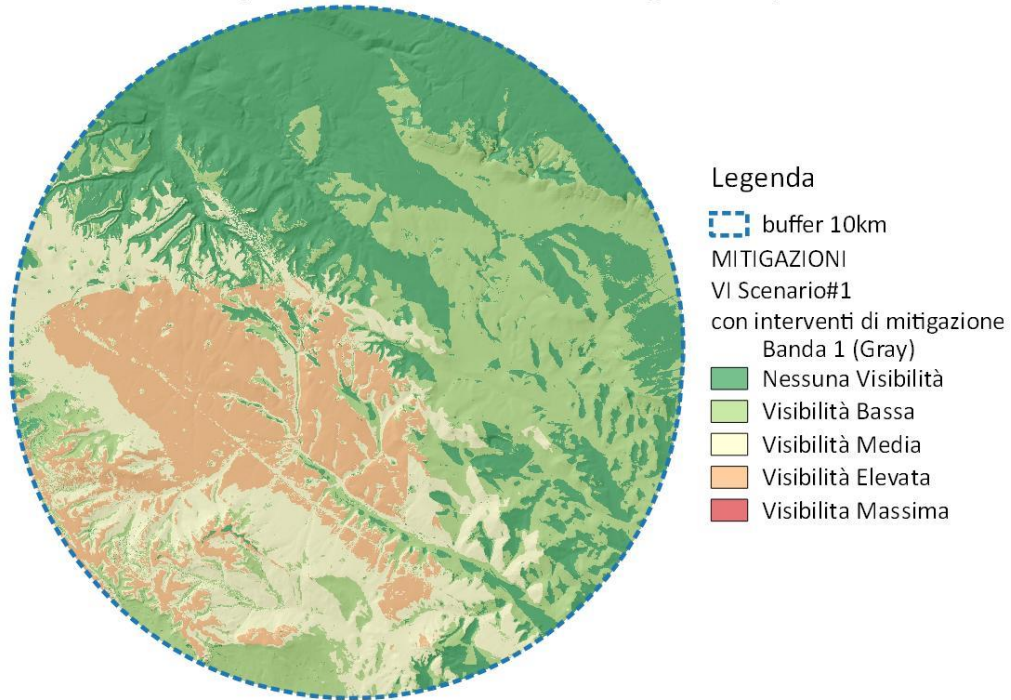 Legenda
buffer 10km
MITIGAZIONI
VI Scenario#1
con interventi di mitigazione
Banda 1 (Gray)
Nessuna Visibilità
Visibilità Bassa
Visibilità Media
Visibilità Elevata
Visibilita Massima